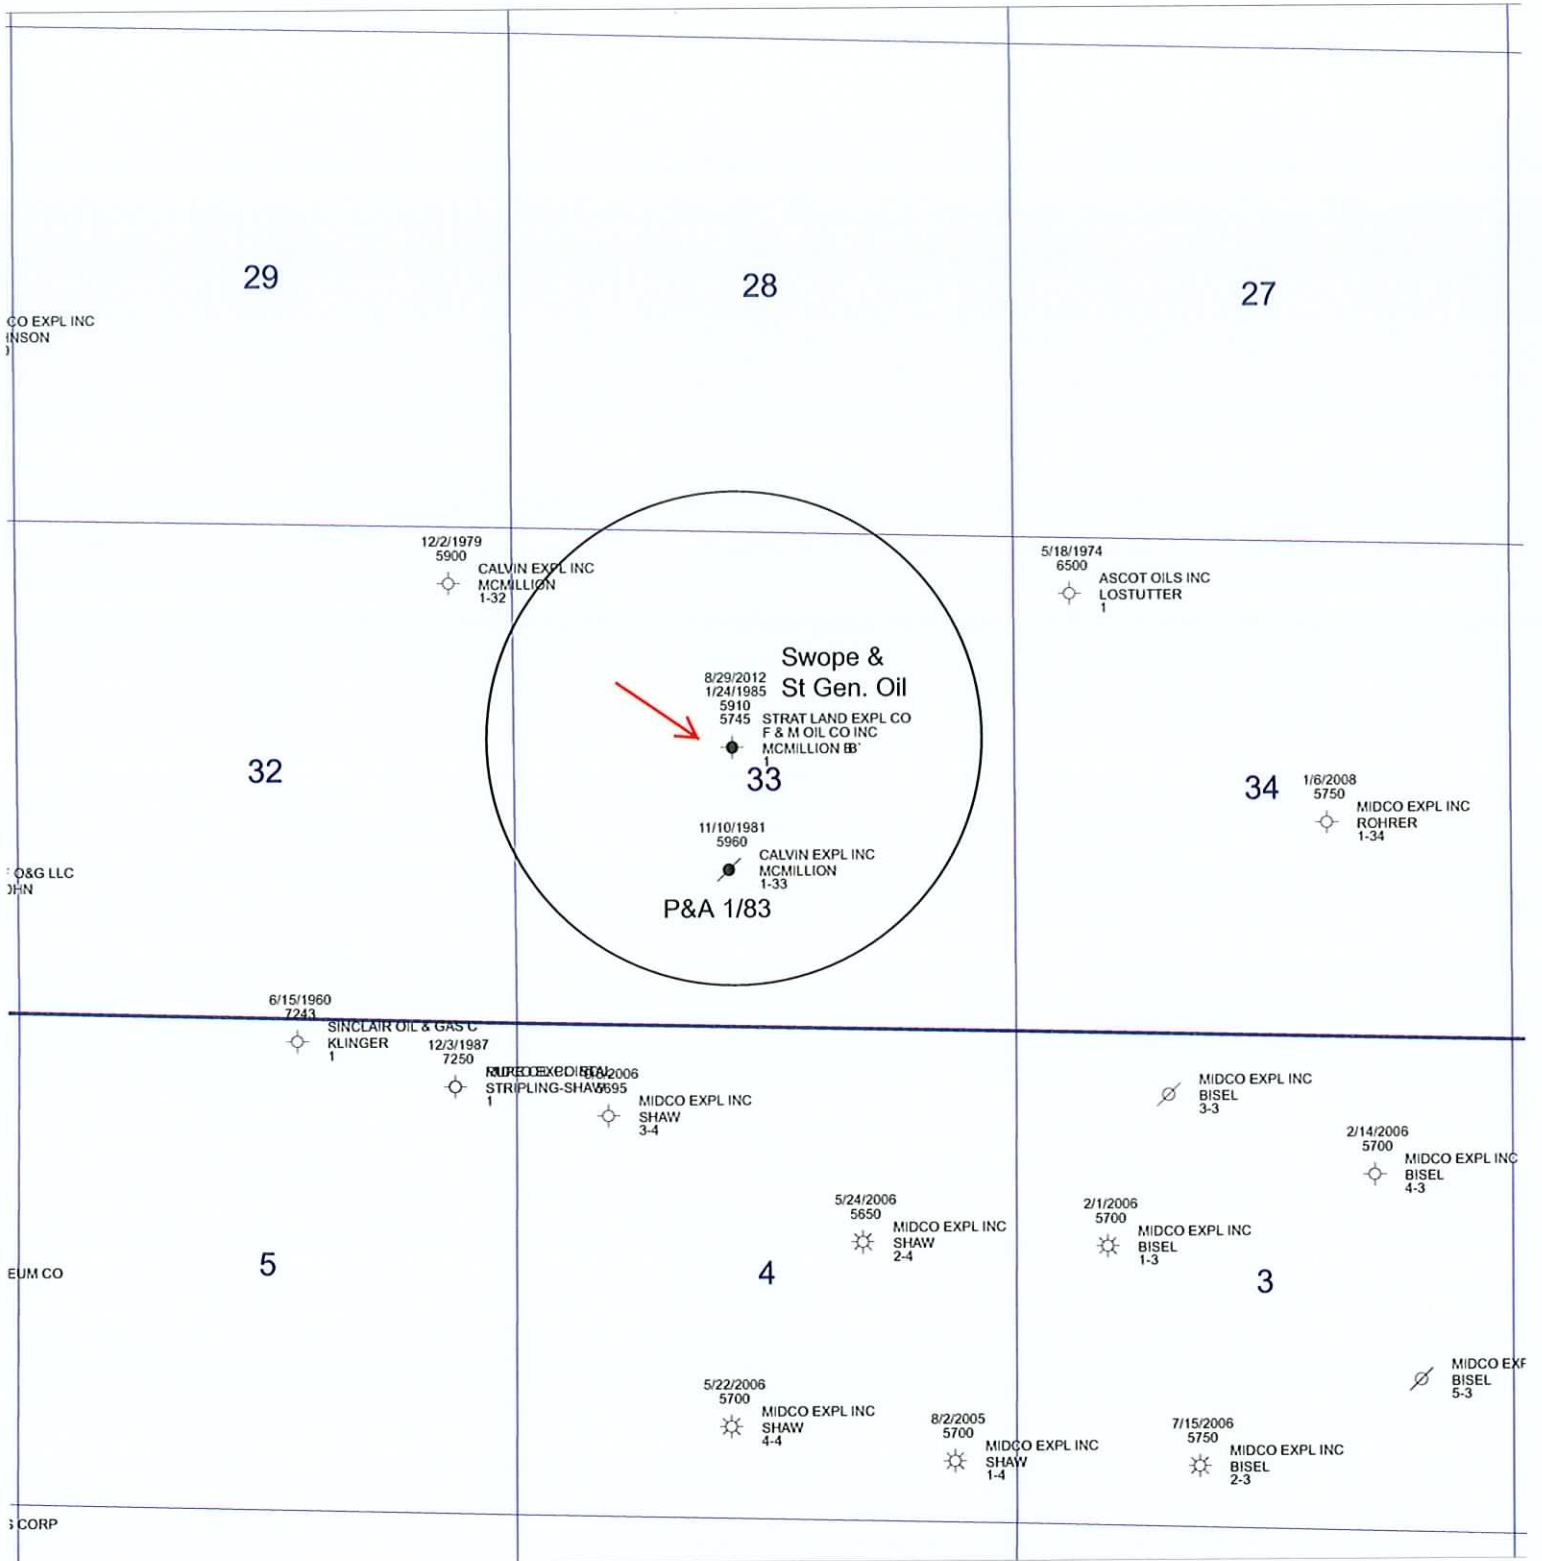 29
28
27
CO EXPL INC
INSON
12/2/1979
5900
CALVIN EXPL INC
MCMILLION
1-32
5/18/1974
6500
ASCOT OILS INC
LOSTUTTER
1
Swope &
St Gen. Oil
8/29/2012
1/24/1985
5910
5745
STRAT LAND EXPL CO
F & M OIL CO INC
MCMILLION
1
32
33
34
1/6/2008
5750
MIDCO EXPL INC
ROHRER
1-34
11/10/1981
5960
CALVIN EXPL INC
MCMILLION
1-33
P&A 1/83
O&G LLC
OHN
6/15/1960
7243
SINCLAIR OIL & GAS C
KLINGER
1
12/3/1987
7250
STRIPLING-SHAW
1
MIDCO EXPL INC
SHAW
3-4
MIDCO EXPL INC
BISEL
3-3
2/14/2006
5700
MIDCO EXPL INC
BISEL
4-3
5/24/2006
5650
MIDCO EXPL INC
SHAW
2-4
2/1/2006
5700
MIDCO EXPL INC
BISEL
1-3
EUM CO
5
4
3
5/22/2006
5700
MIDCO EXPL INC
SHAW
4-4
8/2/2005
5700
MIDCO EXPL INC
SHAW
1-4
7/15/2006
5750
MIDCO EXPL INC
BISEL
2-3
MIDCO EXP
BISEL
5-3
CORP